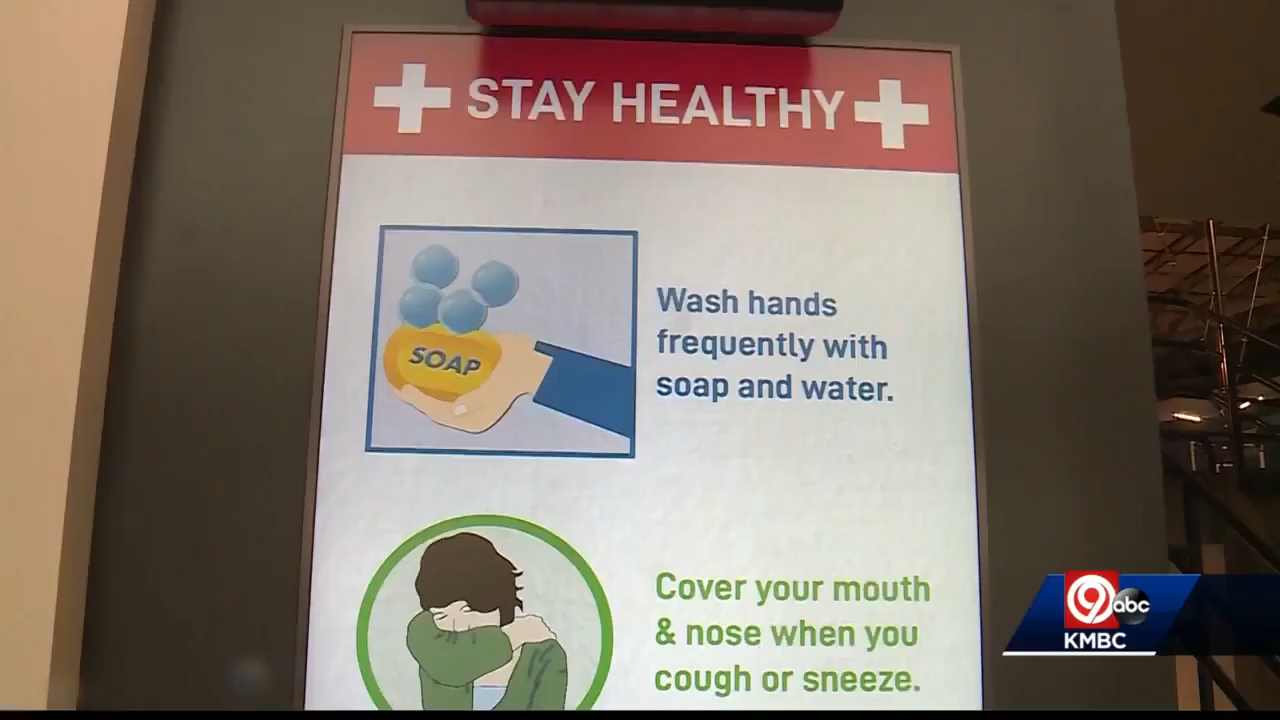 STAY HEALTHY
SOAP
Wash hands
frequently with
soap and water.
Cover your mouth
& nose when you
cough or sneeze.
9 abc
KMBC